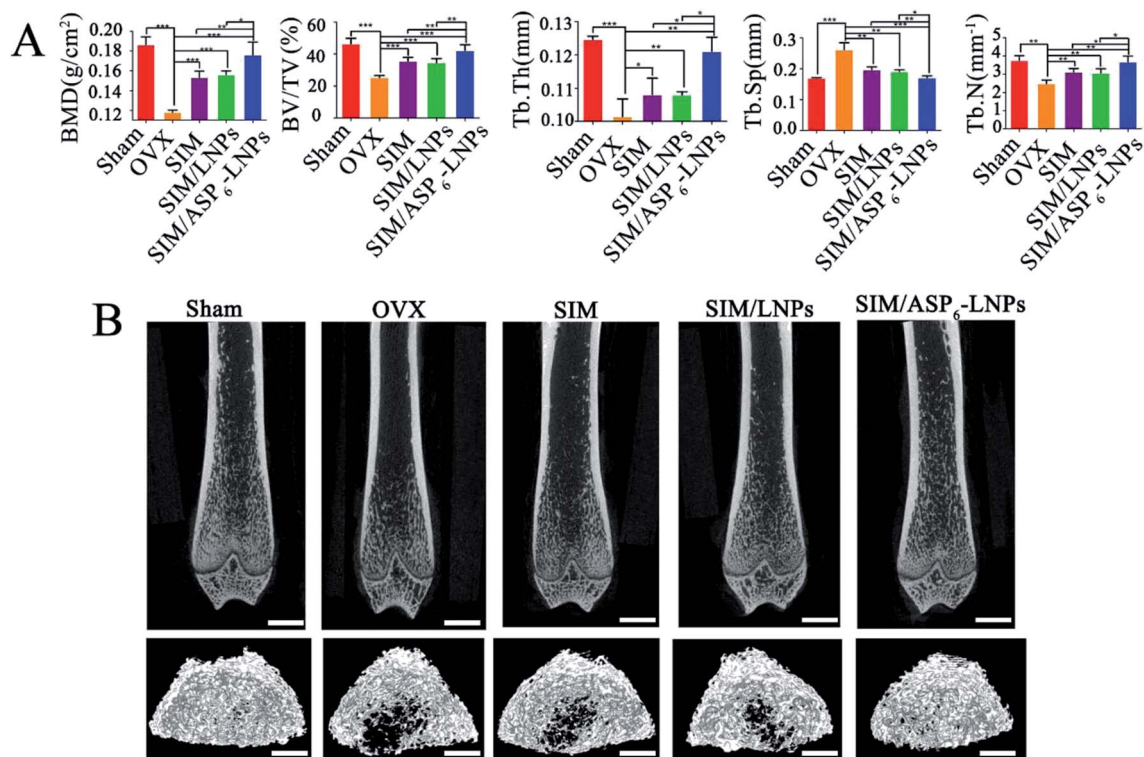 A
BMD(g/cm²)
0.20
0.18
0.16
0.14
0.12
*** *** *** *** ** *
Sham
OVX
SIM
SIM/LNPs
SIM/ASP₆-LNPs
BV/TV (%)
60
40
20
0
*** *** *** *** ** **
Sham
OVX
SIM
SIM/LNPs
SIM/ASP₆-LNPs
Tb.Th(mm)
0.13
0.12
0.11
0.10
*** * ** ** * *
Sham
OVX
SIM
SIM/LNPs
SIM/ASP₆-LNPs
Tb.Sp(mm)
0.3
0.2
0.1
0.0
*** ** ** *** ** *
Sham
OVX
SIM
SIM/LNPs
SIM/ASP₆-LNPs
Tb.N(mm⁻¹)
5
4
3
2
1
0
** ** ** ** * *
Sham
OVX
SIM
SIM/LNPs
SIM/ASP₆-LNPs
B
Sham OVX SIM SIM/LNPs SIM/ASP₆-LNPs